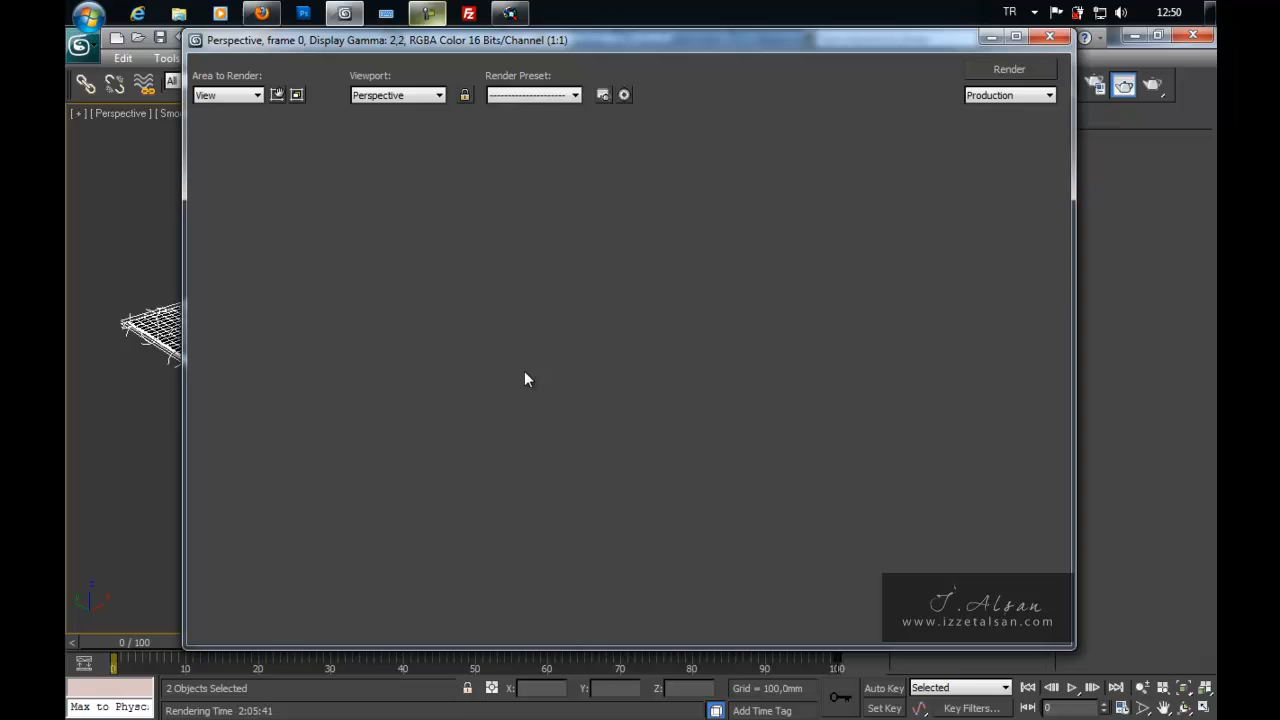 TR
12:50
Perspective, frame 0, Display Gamma: 2,2, RGBA Color 16 Bits/Channel (1:1)
Edit
Tools
Area to Render:
Viewport:
Render Preset:
Render
All
View
Perspective
Production
[ + ] [ Perspective ] [ Smo
I.Alsan
www.izzetalsan.com
<
0 / 100
0
10
20
30
40
50
60
70
80
90
100
2 Objects Selected
X:
Y:
Z:
Grid = 100,0mm
Auto Key
Selected
Max to Physc
Rendering Time 2:05:41
Add Time Tag
Set Key
Key Filters...
0